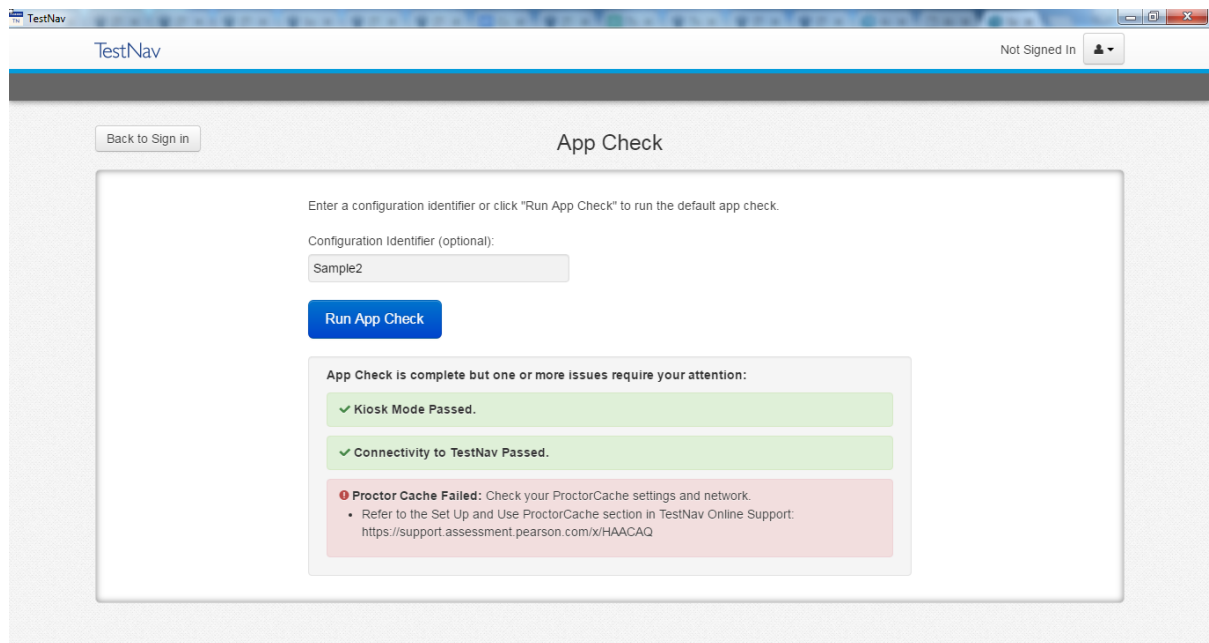 TestNav
TestNav
Not Signed In
Back to Sign in
App Check
Enter a configuration identifier or click "Run App Check" to run the default app check.
Configuration Identifier (optional):
Sample2
Run App Check
App Check is complete but one or more issues require your attention:
Kiosk Mode Passed.
Connectivity to TestNav Passed.
Proctor Cache Failed: Check your ProctorCache settings and network.
• Refer to the Set Up and Use ProctorCache section in TestNav Online Support:
https://support.assessment.pearson.com/x/HAACAQ